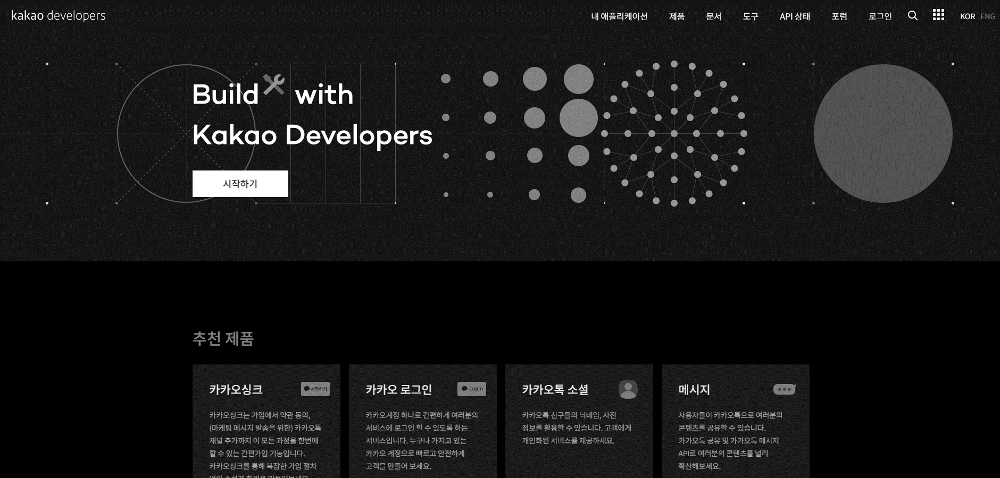 kakao developers
내 애플리케이션 제품 문서 도구 API 상태 포럼 로그인 KOR ENG
Build with
Kakao Developers
시작하기
추천 제품
카카오싱크
시작하기
카카오싱크는 가입에서 약관 동의,
(마케팅 메시지 발송을 위한) 카카오톡
채널 추가까지 이 모든 과정을 한번에
할 수 있는 간편가입 기능입니다.
카카오싱크를 통해 복잡한 가입 절차
카카오 로그인
Login
카카오계정 하나로 간편하게 여러분의
서비스에 로그인 할 수 있도록 하는
서비스입니다. 누구나 가지고 있는
카카오 계정으로 빠르고 안전하게
고객을 만들어 보세요.
카카오톡 소셜
카카오톡 친구들의 닉네임, 사진
정보를 활용할 수 있습니다. 고객에게
개인화된 서비스를 제공하세요.
메시지
사용자들이 카카오톡으로 여러분의
콘텐츠를 공유할 수 있습니다.
카카오톡 공유 및 카카오톡 메시지
API로 여러분의 콘텐츠를 널리
확산해보세요.